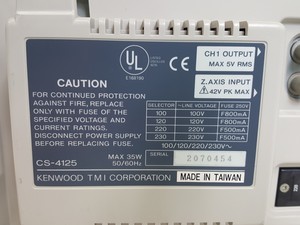 UL
LISTED
E168786
CH1 OUTPUT
MAX 5V RMS
Z.AXIS INPUT
42V PK MAX
CAUTION
FOR CONTINUED PROTECTION
AGAINST FIRE, REPLACE
ONLY WITH FUSE OF THE
SPECIFIED VOLTAGE AND
CURRENT RATINGS.
DISCONNECT POWER SUPPLY
BEFORE REPLACING FUSE.
SELECTOR ~LINE VOLTAGE FUSE 250V
100 100V F800mA
120 120V F800mA
220 220V F500mA
230 230V F500mA
100/120/220/230V~
CS-4125
MAX 35W
50/60Hz
SERIAL
2070454
KENWOOD TMI CORPORATION
MADE IN TAIWAN